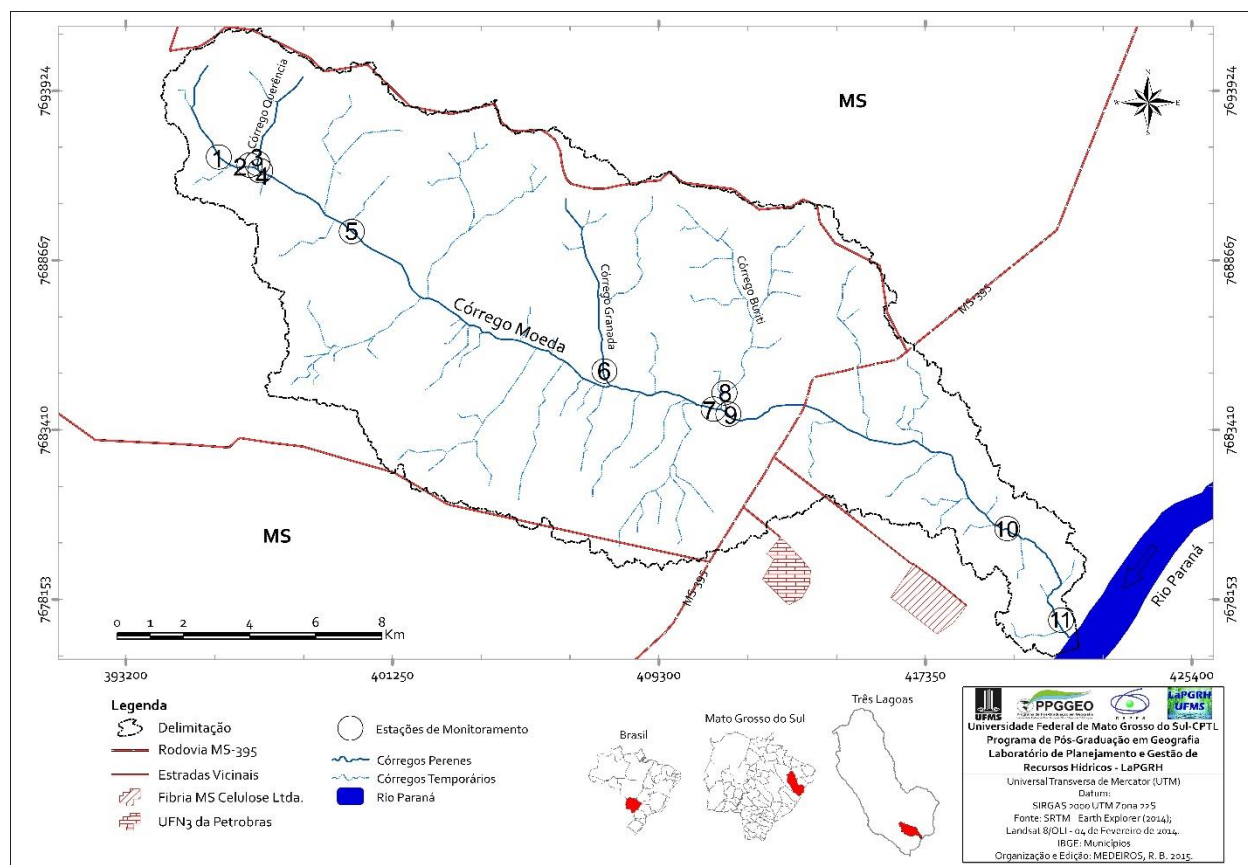 MS
N
W
E
S
Córrego Querência
1
2
3
4
5
Córrego Moeda
Córrego Granada
6
Córrego Buriti
7
8
9
MS-395
10
11
MS
MS-395
Rio Paraná
7693924
7688667
7683410
7678153
7693924
7688667
7683410
7678153
0 1 2 4 6 8
Km
393200 401250 409300 417350 425400
Legenda
Delimitação
Rodovia MS-395
Estradas Vicinais
Fibria MS Celulose Ltda.
UFN3 da Petrobras
Estações de Monitoramento
Córregos Perenes
Córregos Temporários
Rio Paraná
Brasil
Mato Grosso do Sul
Três Lagoas
UFMS
PPGGEO
LaPGRH
UFMS
Universidade Federal de Mato Grosso do Sul-CPTL
Programa de Pós-Graduação em Geografia
Laboratório de Planejamento e Gestão de
Recursos Hídricos - LaPGRH
Universal Transversa de Mercator (UTM)
Datum:
SIRGAS 2000 UTM Zona 22S
Fonte: SRTM Earth Explorer (2014);
Landsat 8/OLI - 04 de Fevereiro de 2014.
IBGE: Municípios
Organização e Edição: MEDEIROS, R. B. 2015.